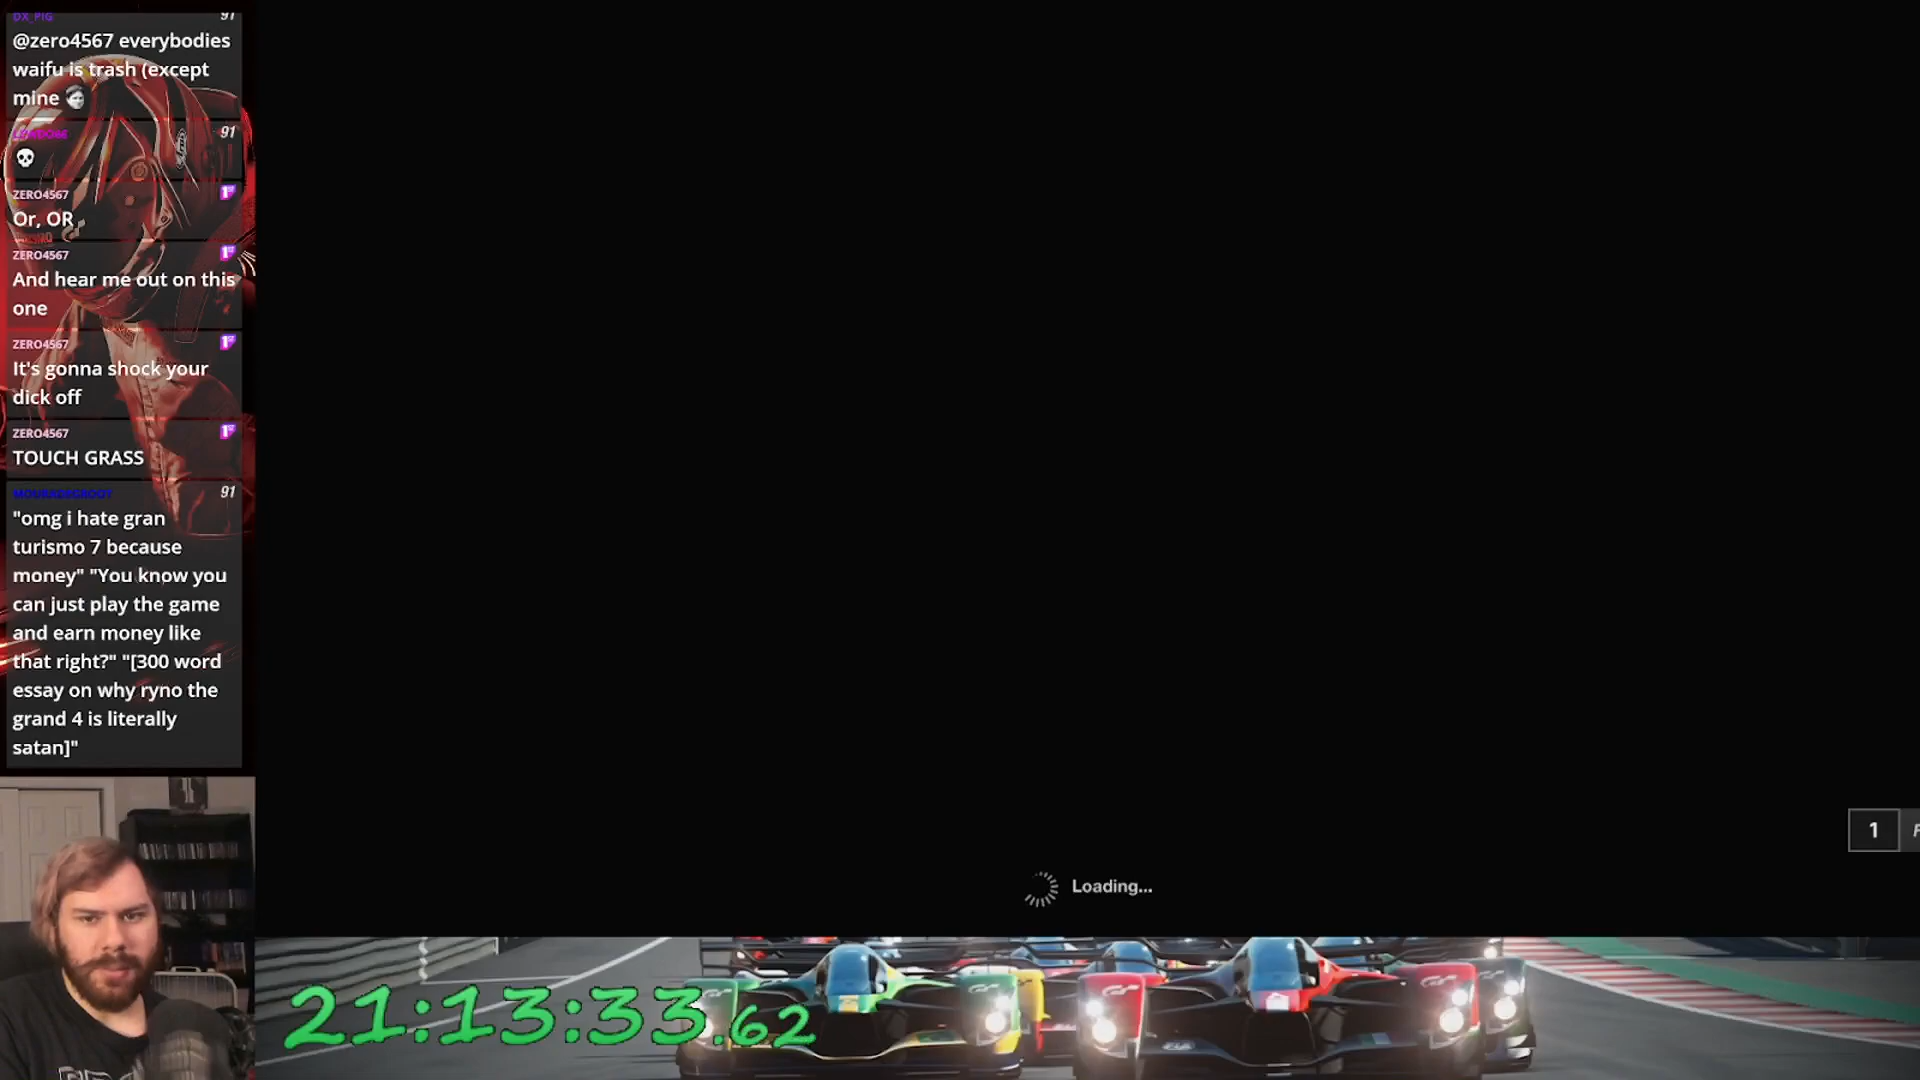 DX_PIG 91
@zero4567 everybodies
waifu is trash (except
mine
91
ZERO4567
Or, OR
ZERO4567
And hear me out on this
one
ZERO4567
It's gonna shock your
dick off
ZERO4567
TOUCH GRASS
91
"omg i hate gran
turismo 7 because
money" "You know you
can just play the game
and earn money like
that right?" "[300 word
essay on why ryno the
grand 4 is literally
satan]"
1
Loading...
21:13:33.62